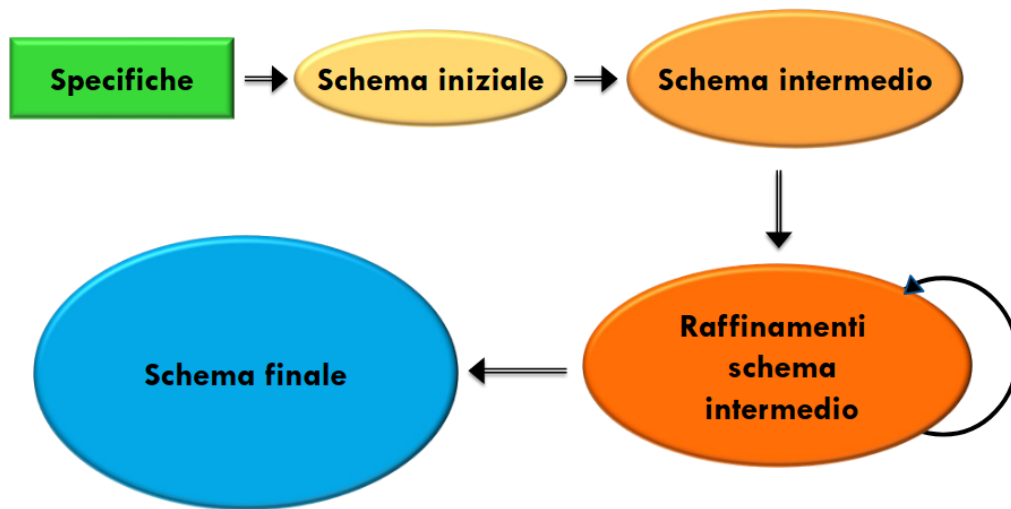 Specifiche
Schema iniziale
Schema intermedio
Raffinamenti
schema
intermedio
Schema finale